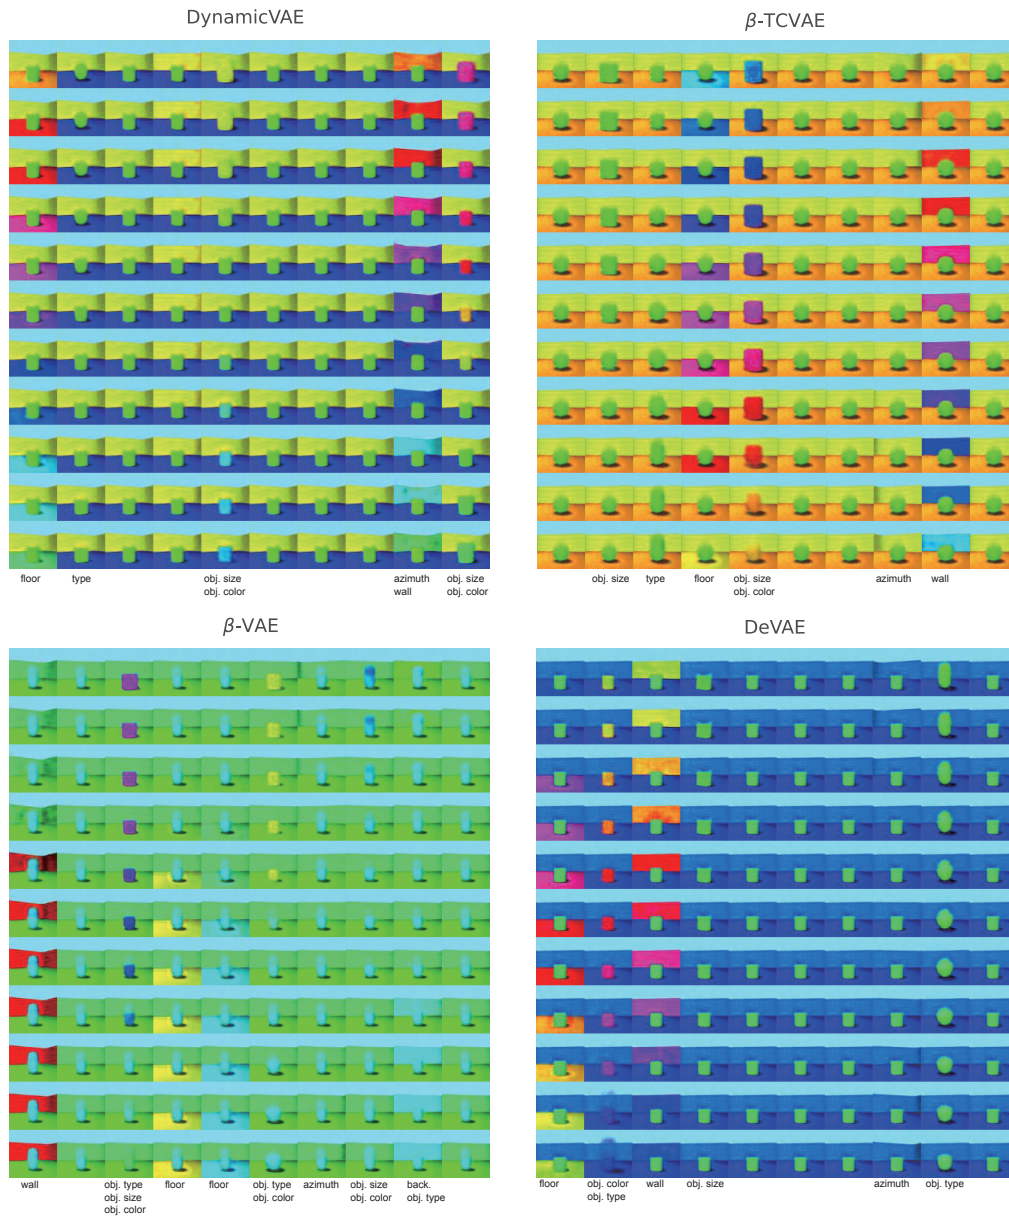 DynamicVAE
β-TCVAE
floor
type
obj. size
obj. color
azimuth
wall
obj. size
obj. color
obj. size
type
floor
obj. size
obj. color
azimuth
wall
β-VAE
DeVAE
wall
obj. type
obj. size
obj. color
floor
floor
obj. type
obj. color
azimuth
obj. size
obj. color
back.
obj. type
floor
obj. color
obj. type
wall
obj. size
azimuth
obj. type